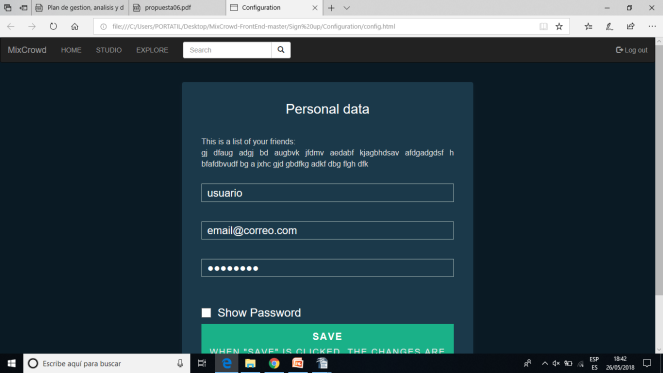 Plan de gestion, analisis y d
propuesta06.pdf
Configuration
file:///C:/Users/PORTATIL/Desktop/MixCrowd-FrontEnd-master/Sign%20up/Configuration/config.html
MixCrowd HOME STUDIO EXPLORE Search Log out
Personal data
This is a list of your friends:
gj dfaug adgj bd augbvk jfdmv aedabf kjagbhdsav afdgadgdsf h
bfafdbvudf bg a jxhc gjd gbdfkg adkf dbg flgh dfk
usuario
email@correo.com
Show Password
SAVE
WHEN "SAVE" IS CLICKED, THE CHANGES ARE
Escribe aquí para buscar
ESP
ES
18:42
26/05/2018